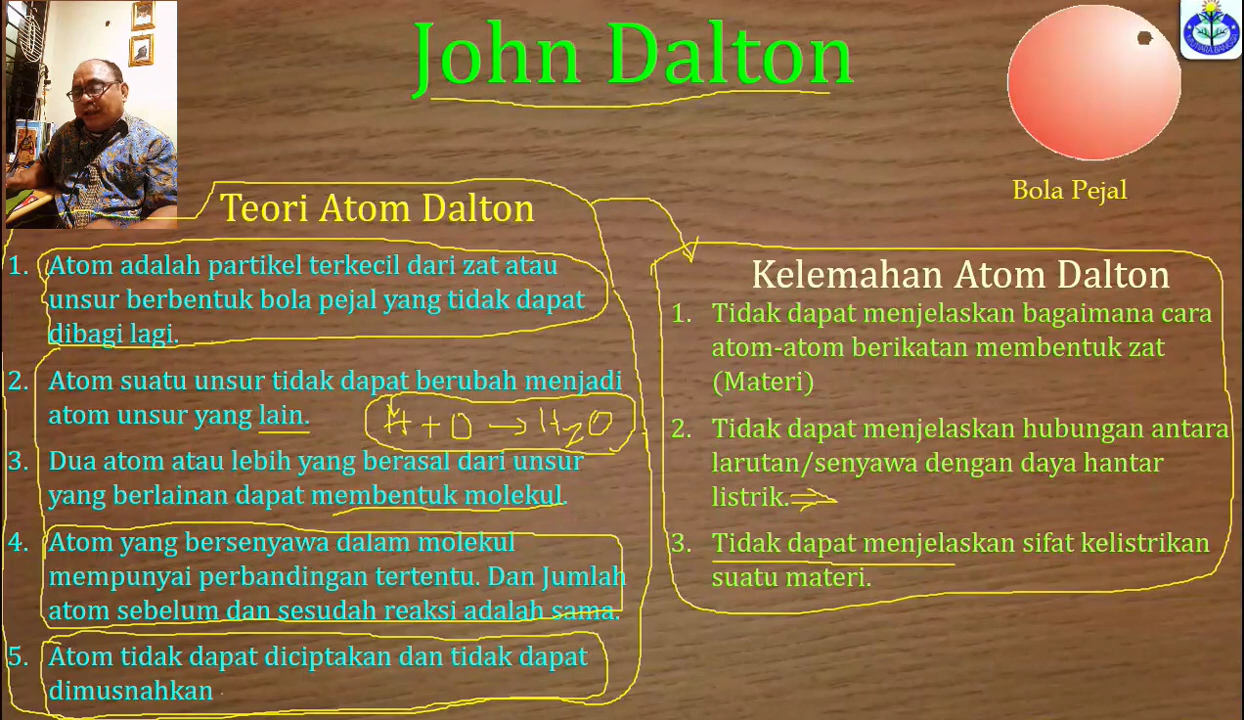 John Dalton
Bola Pejal
Teori Atom Dalton
1. Atom adalah partikel terkecil dari zat atau
unsur berbentuk bola pejal yang tidak dapat
dibagi lagi.
2. Atom suatu unsur tidak dapat berubah menjadi
atom unsur yang lain.
H + O → H2O
3. Dua atom atau lebih yang berasal dari unsur
yang berlainan dapat membentuk molekul.
4. Atom yang bersenyawa dalam molekul
mempunyai perbandingan tertentu. Dan Jumlah
atom sebelum dan sesudah reaksi adalah sama.
5. Atom tidak dapat diciptakan dan tidak dapat
dimusnahkan
Kelemahan Atom Dalton
1. Tidak dapat menjelaskan bagaimana cara
atom-atom berikatan membentuk zat
(Materi)
2. Tidak dapat menjelaskan hubungan antara
larutan/senyawa dengan daya hantar
listrik.
3. Tidak dapat menjelaskan sifat kelistrikan
suatu materi.